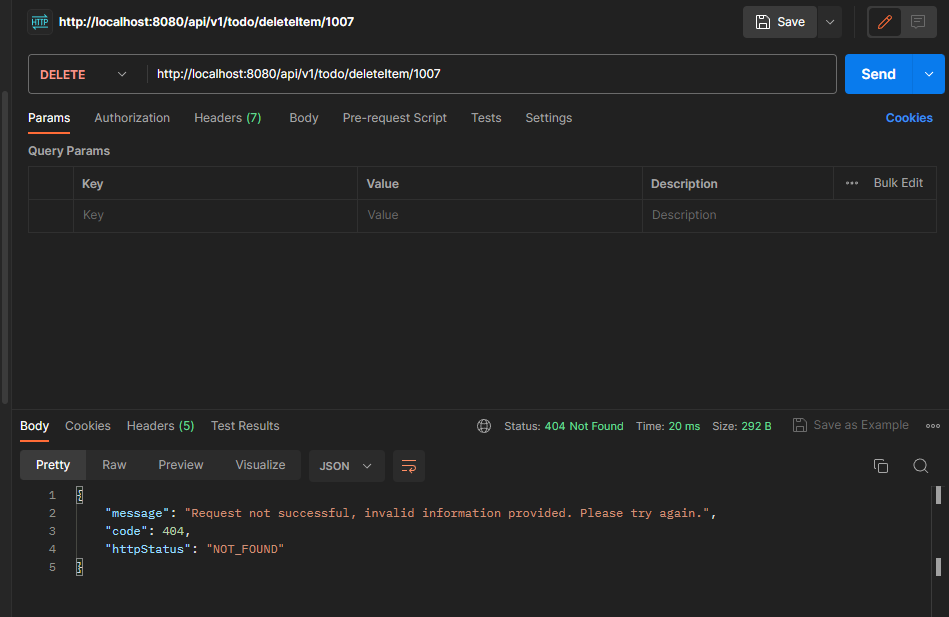 HTTP http://localhost:8080/api/v1/todo/deleteItem/1007 Save
DELETE http://localhost:8080/api/v1/todo/deleteItem/1007 Send
Params Authorization Headers (7) Body Pre-request Script Tests Settings Cookies
Query Params
Key Value Description ••• Bulk Edit
Key Value Description
Body Cookies Headers (5) Test Results Status: 404 Not Found Time: 20 ms Size: 292 B Save as Example
Pretty Raw Preview Visualize JSON
1 {
2 "message": "Request not successful, invalid information provided. Please try again.",
3 "code": 404,
4 "httpStatus": "NOT_FOUND"
5 }